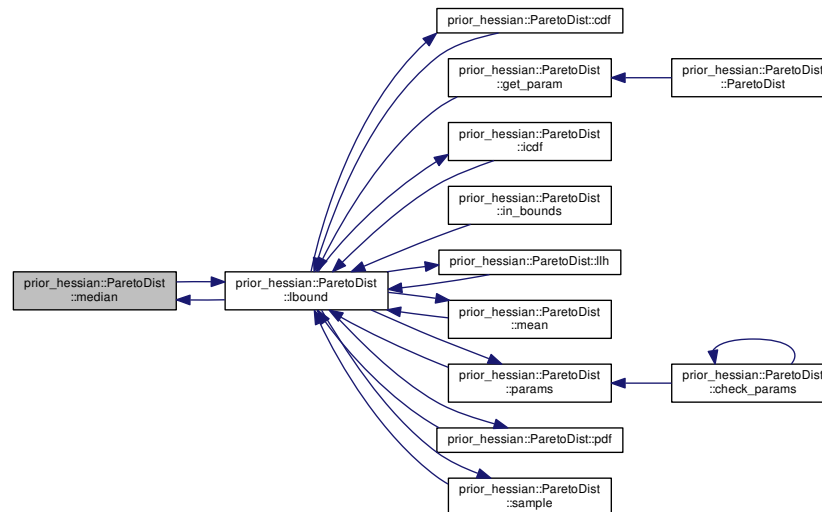 prior_hessian::ParetoDist::cdf
prior_hessian::ParetoDist
::get_param
prior_hessian::ParetoDist
::ParetoDist
prior_hessian::ParetoDist
::icdf
prior_hessian::ParetoDist
::in_bounds
prior_hessian::ParetoDist::llh
prior_hessian::ParetoDist
::median
prior_hessian::ParetoDist
::lbound
prior_hessian::ParetoDist
::mean
prior_hessian::ParetoDist
::params
prior_hessian::ParetoDist
::check_params
prior_hessian::ParetoDist::pdf
prior_hessian::ParetoDist
::sample